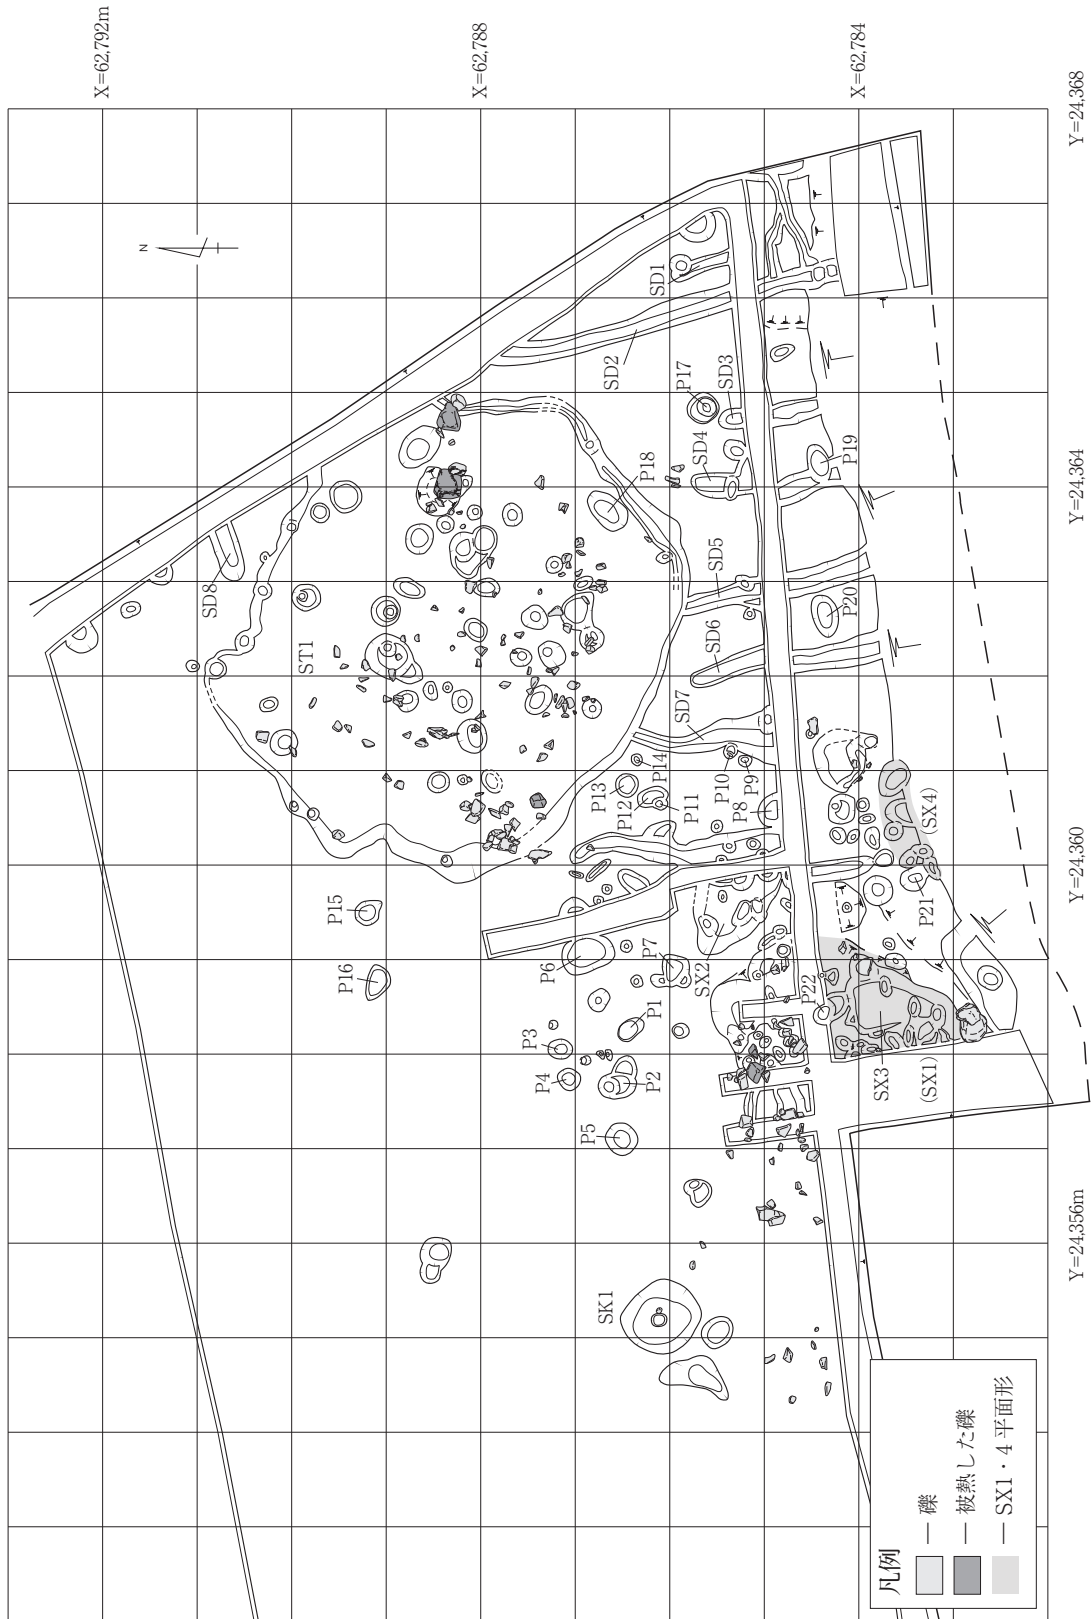 X=62,792m
X=62,788
X=62,784
Y=24,368
Y=24,364
Y=24,360
Y=24,356m
N
SD1
SD2
P17
SD3
SD4
P19
P18
SD8
SD5
P20
SD6
ST1
SD7
P10
P9
P14
P13
P12
P11
P8
(SX4)
P21
P15
P16
P6
P7
SX2
P22
P1
P3
P4
P2
SX3
(SX1)
P5
SK1
凡例
― 礫
― 被熱した礫
― SX1・4 平面形